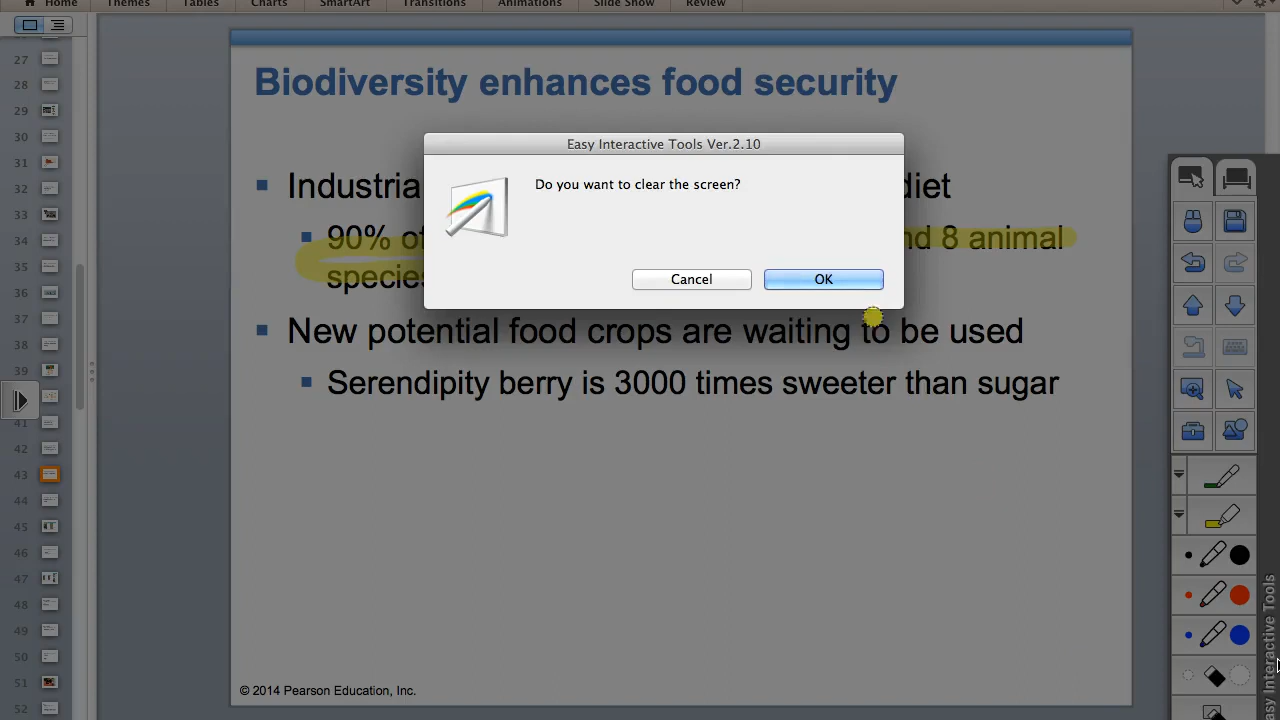 Home Themes Tables Charts SmartArt Transitions Animations Slide Show Review
27
28
29
30
31
32
33
34
35
36
37
38
39
41
42
43
44
45
46
47
48
49
50
51
52
Biodiversity enhances food security
Industria diet
90% of nd 8 animal
species
New potential food crops are waiting to be used
Serendipity berry is 3000 times sweeter than sugar
© 2014 Pearson Education, Inc.
Easy Interactive Tools Ver.2.10
Do you want to clear the screen?
Cancel OK
asy Interactive Tools